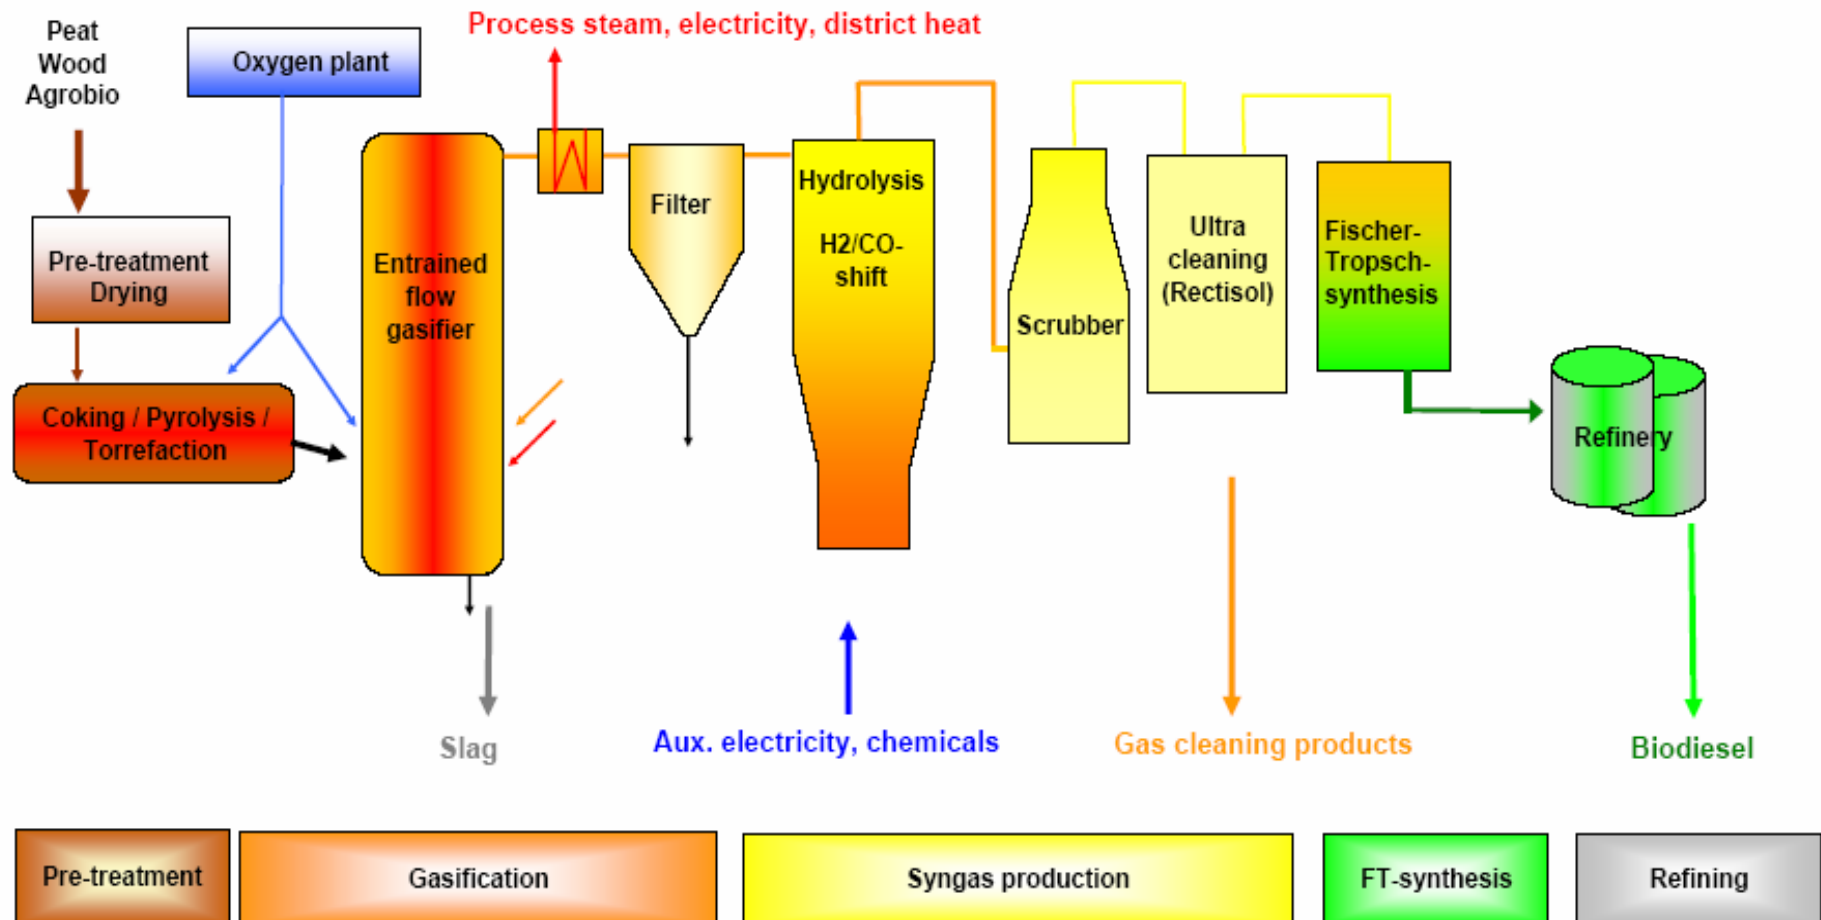 Process steam, electricity, district heat
Peat
Wood
Agrobio
Oxygen plant
Pre-treatment
Drying
Coking / Pyrolysis /
Torrefaction
Entrained
flow
gasifier
Filter
Hydrolysis
H2/CO-
shift
Scrubber
Ultra
cleaning
(Rectisol)
Fischer-
Tropsch-
synthesis
Refinery
Slag
Aux. electricity, chemicals
Gas cleaning products
Biodiesel
Pre-treatment
Gasification
Syngas production
FT-synthesis
Refining